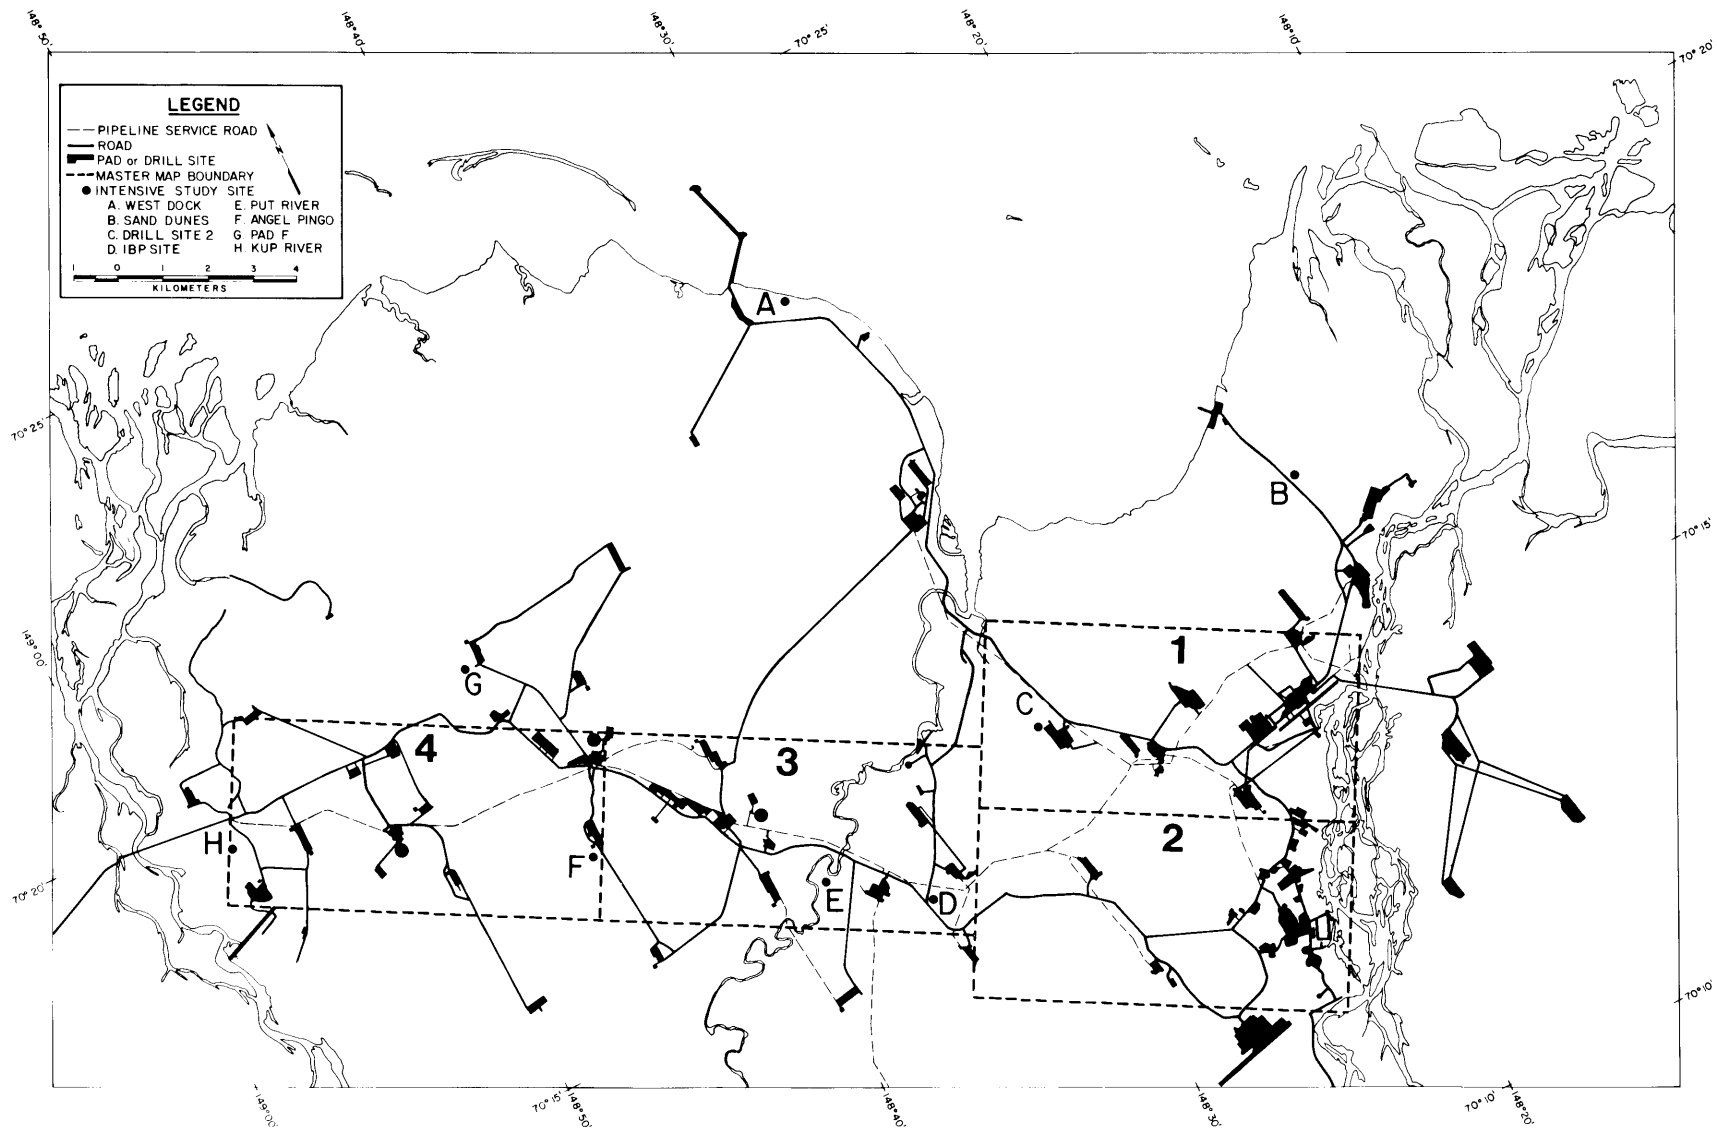 148° 50'
148° 40'
148° 30'
70° 25'
148° 20'
148° 10'
70° 20'
LEGEND
PIPELINE SERVICE ROAD
N
ROAD
PAD or DRILL SITE
MASTER MAP BOUNDARY
INTENSIVE STUDY SITE
A. WEST DOCK E. PUT RIVER
B. SAND DUNES F. ANGEL PINGO
C. DRILL SITE 2 G. PAD F
D. IBP SITE H. KUP RIVER
1 0 1 2 3 4
KILOMETERS
A
70° 25'
B
70° 15'
149° 00'
1
G
C
4
3
2
H
F
70° 20'
E
D
70° 10'
149° 00'
70° 15'
148° 50'
148° 40'
148° 30'
70° 10'
148° 20'